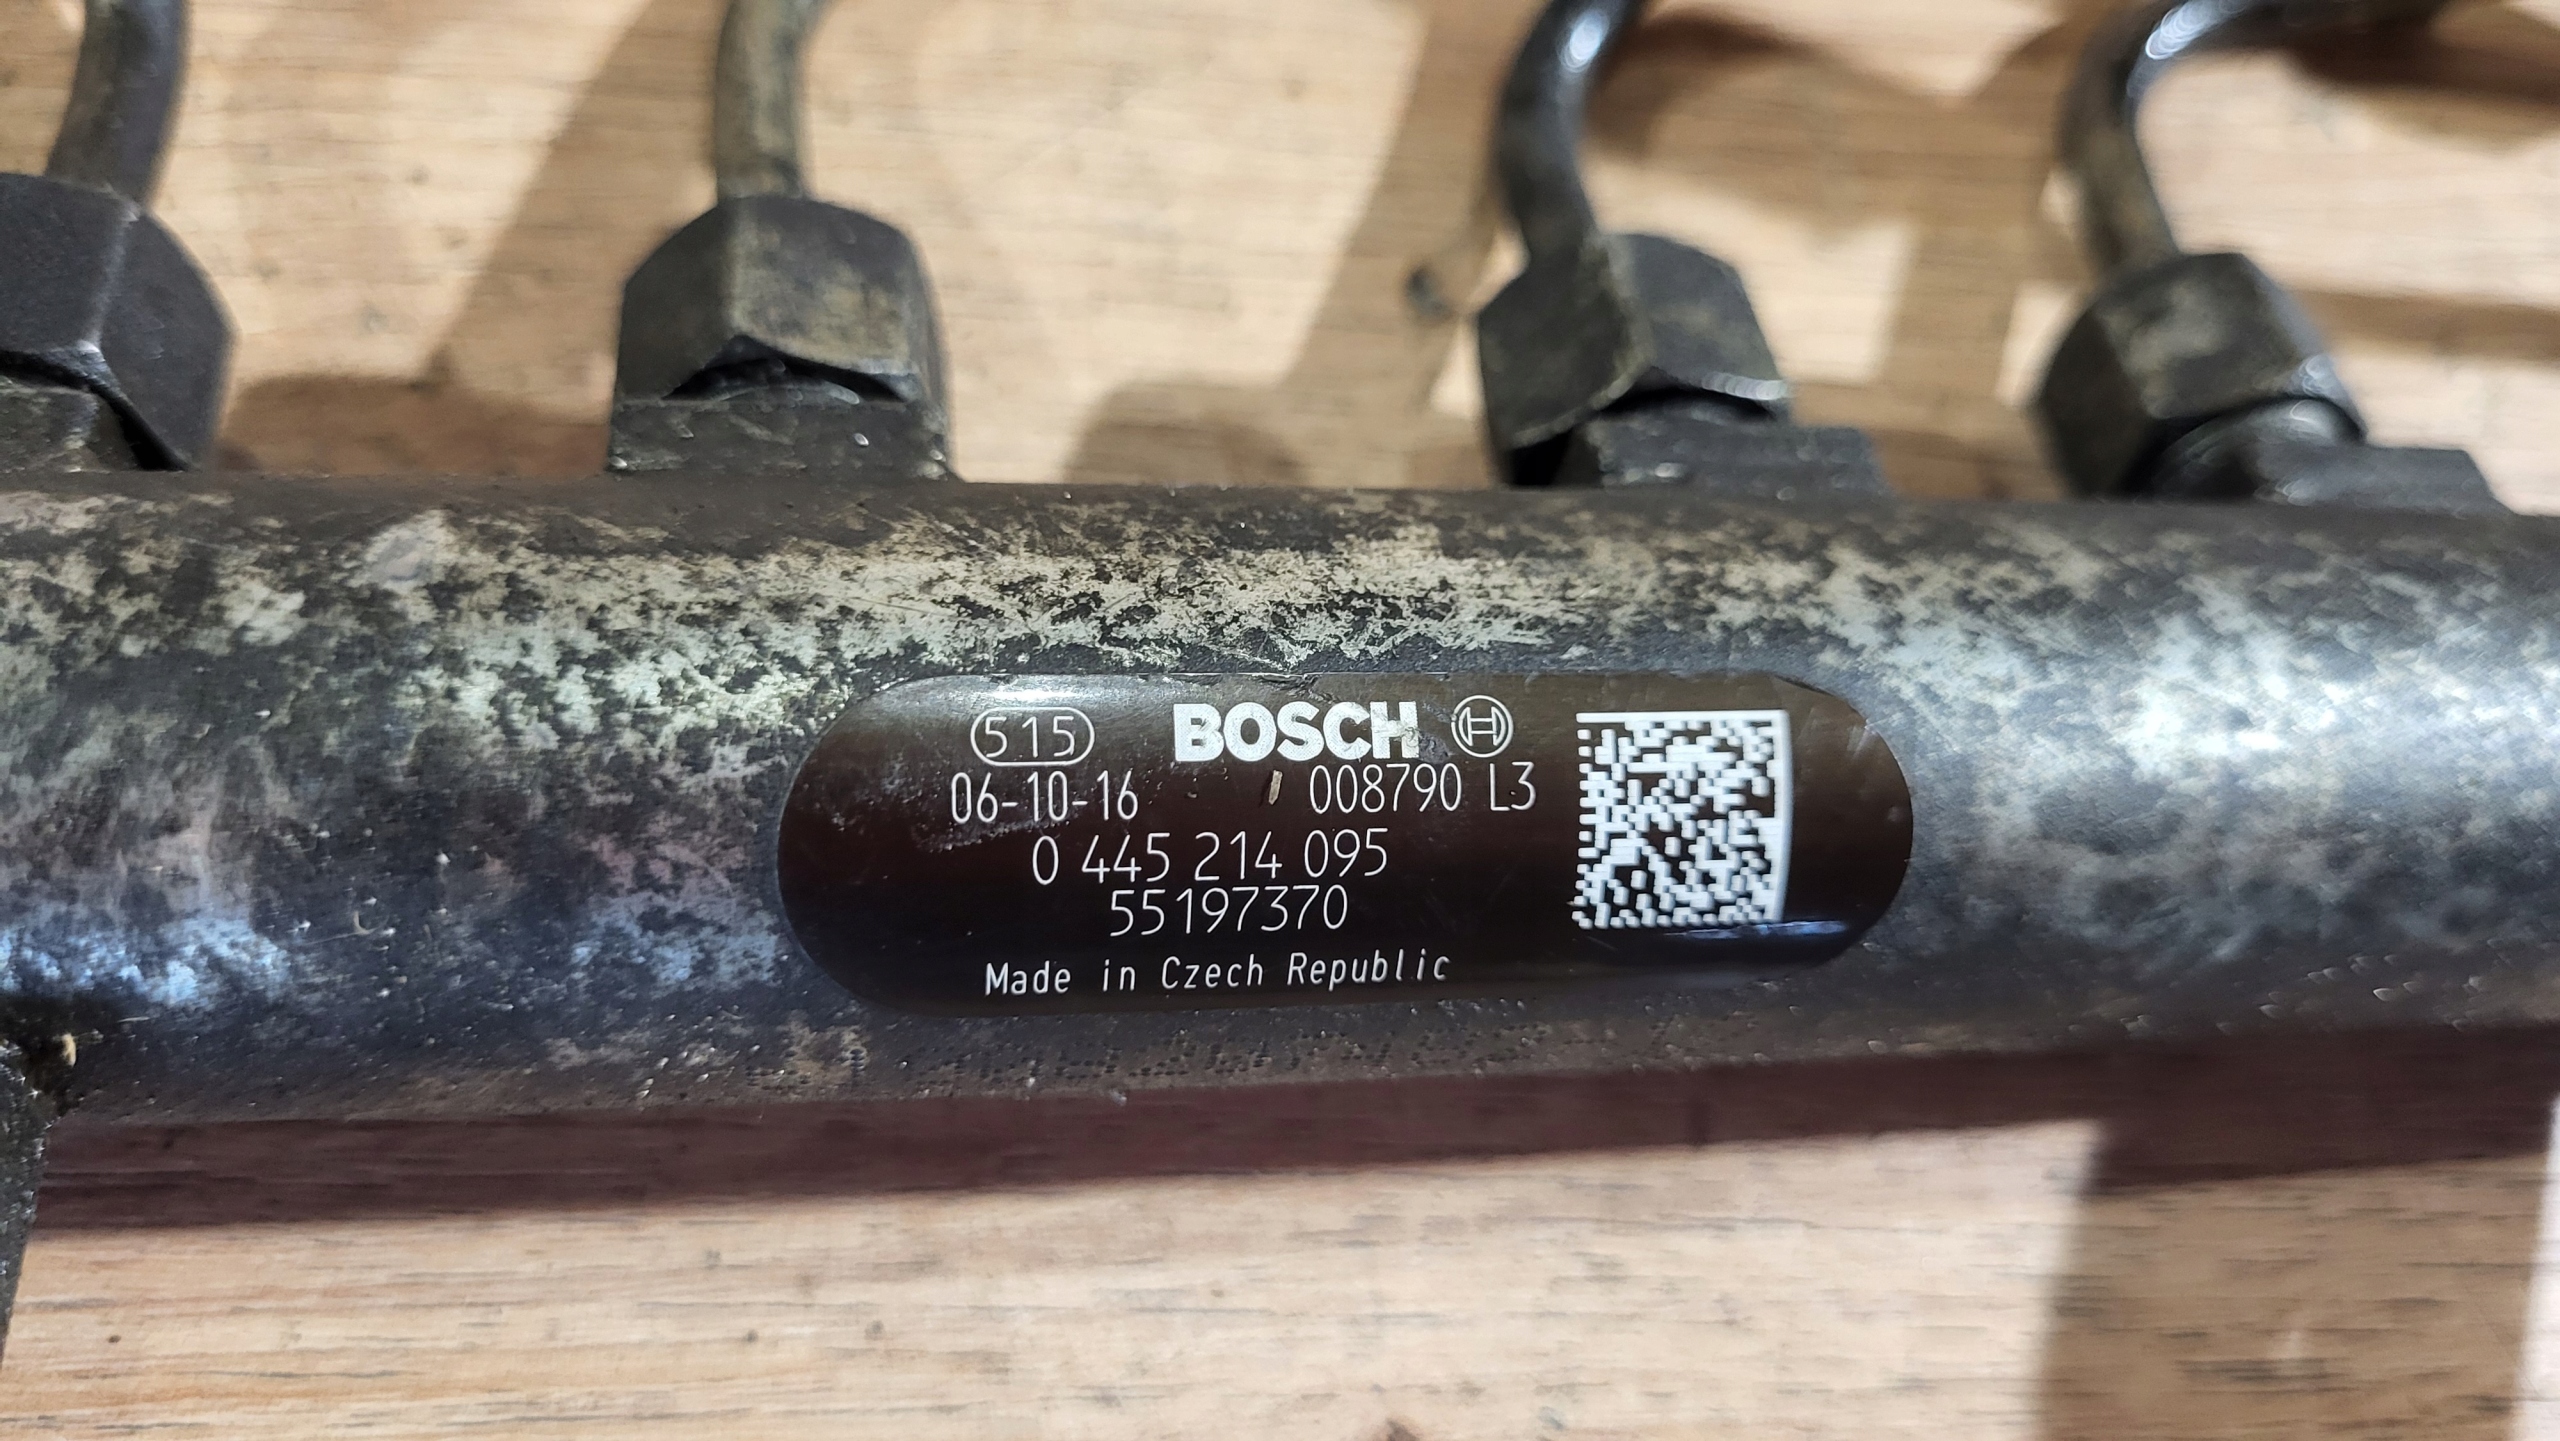 515 BOSCH
06-10-16 008790 L3
0 445 214 095
55197370
Made in Czech Republic